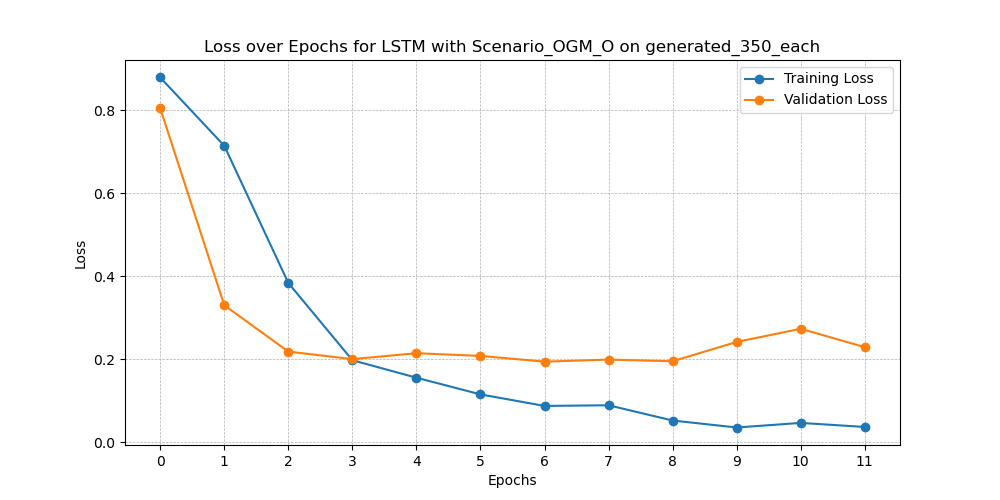 Loss over Epochs for LSTM with Scenario_OGM_O on generated_350_each
Training Loss
Validation Loss
0.8
0.6
0.4
0.2
0.0
Loss
0 1 2 3 4 5 6 7 8 9 10 11
Epochs